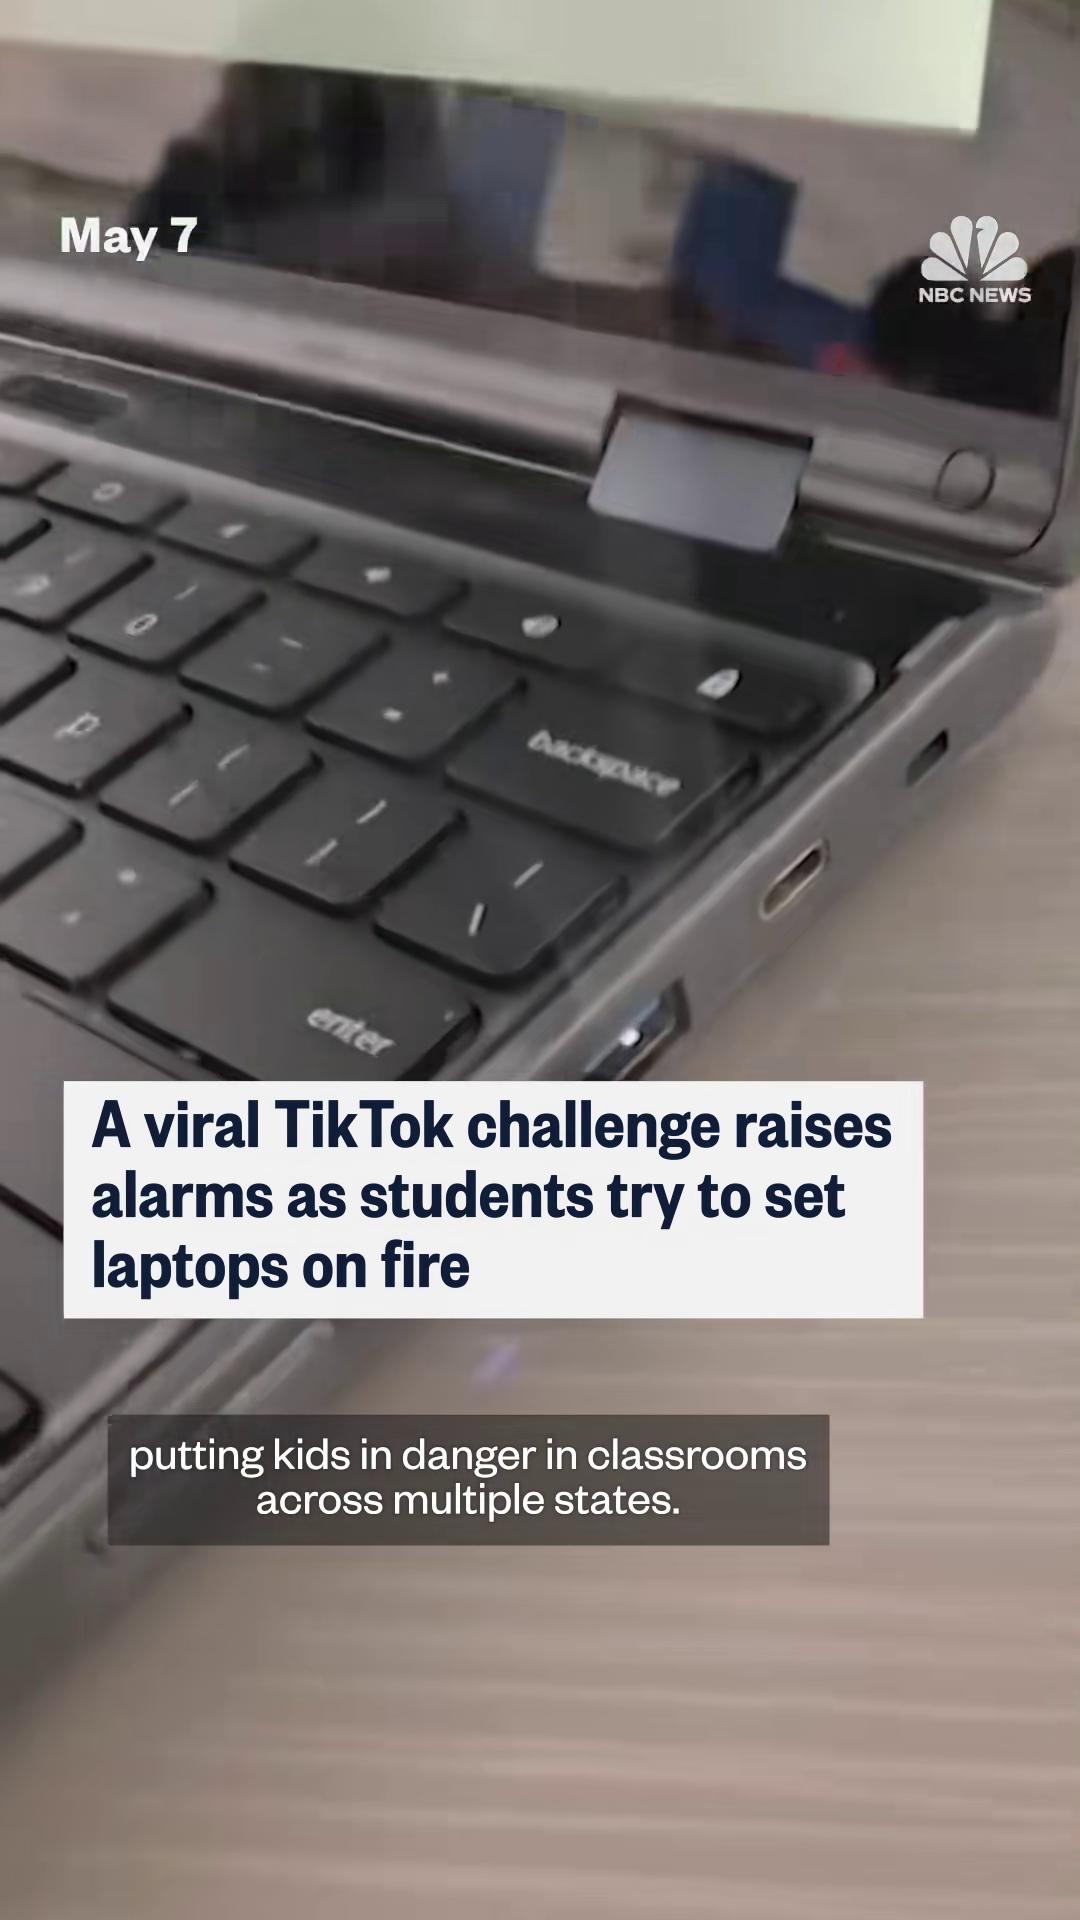 May 7
NBC NEWS
backspace
p
0
enter
A viral TikTok challenge raises
alarms as students try to set
laptops on fire
putting kids in danger in classrooms
across multiple states.